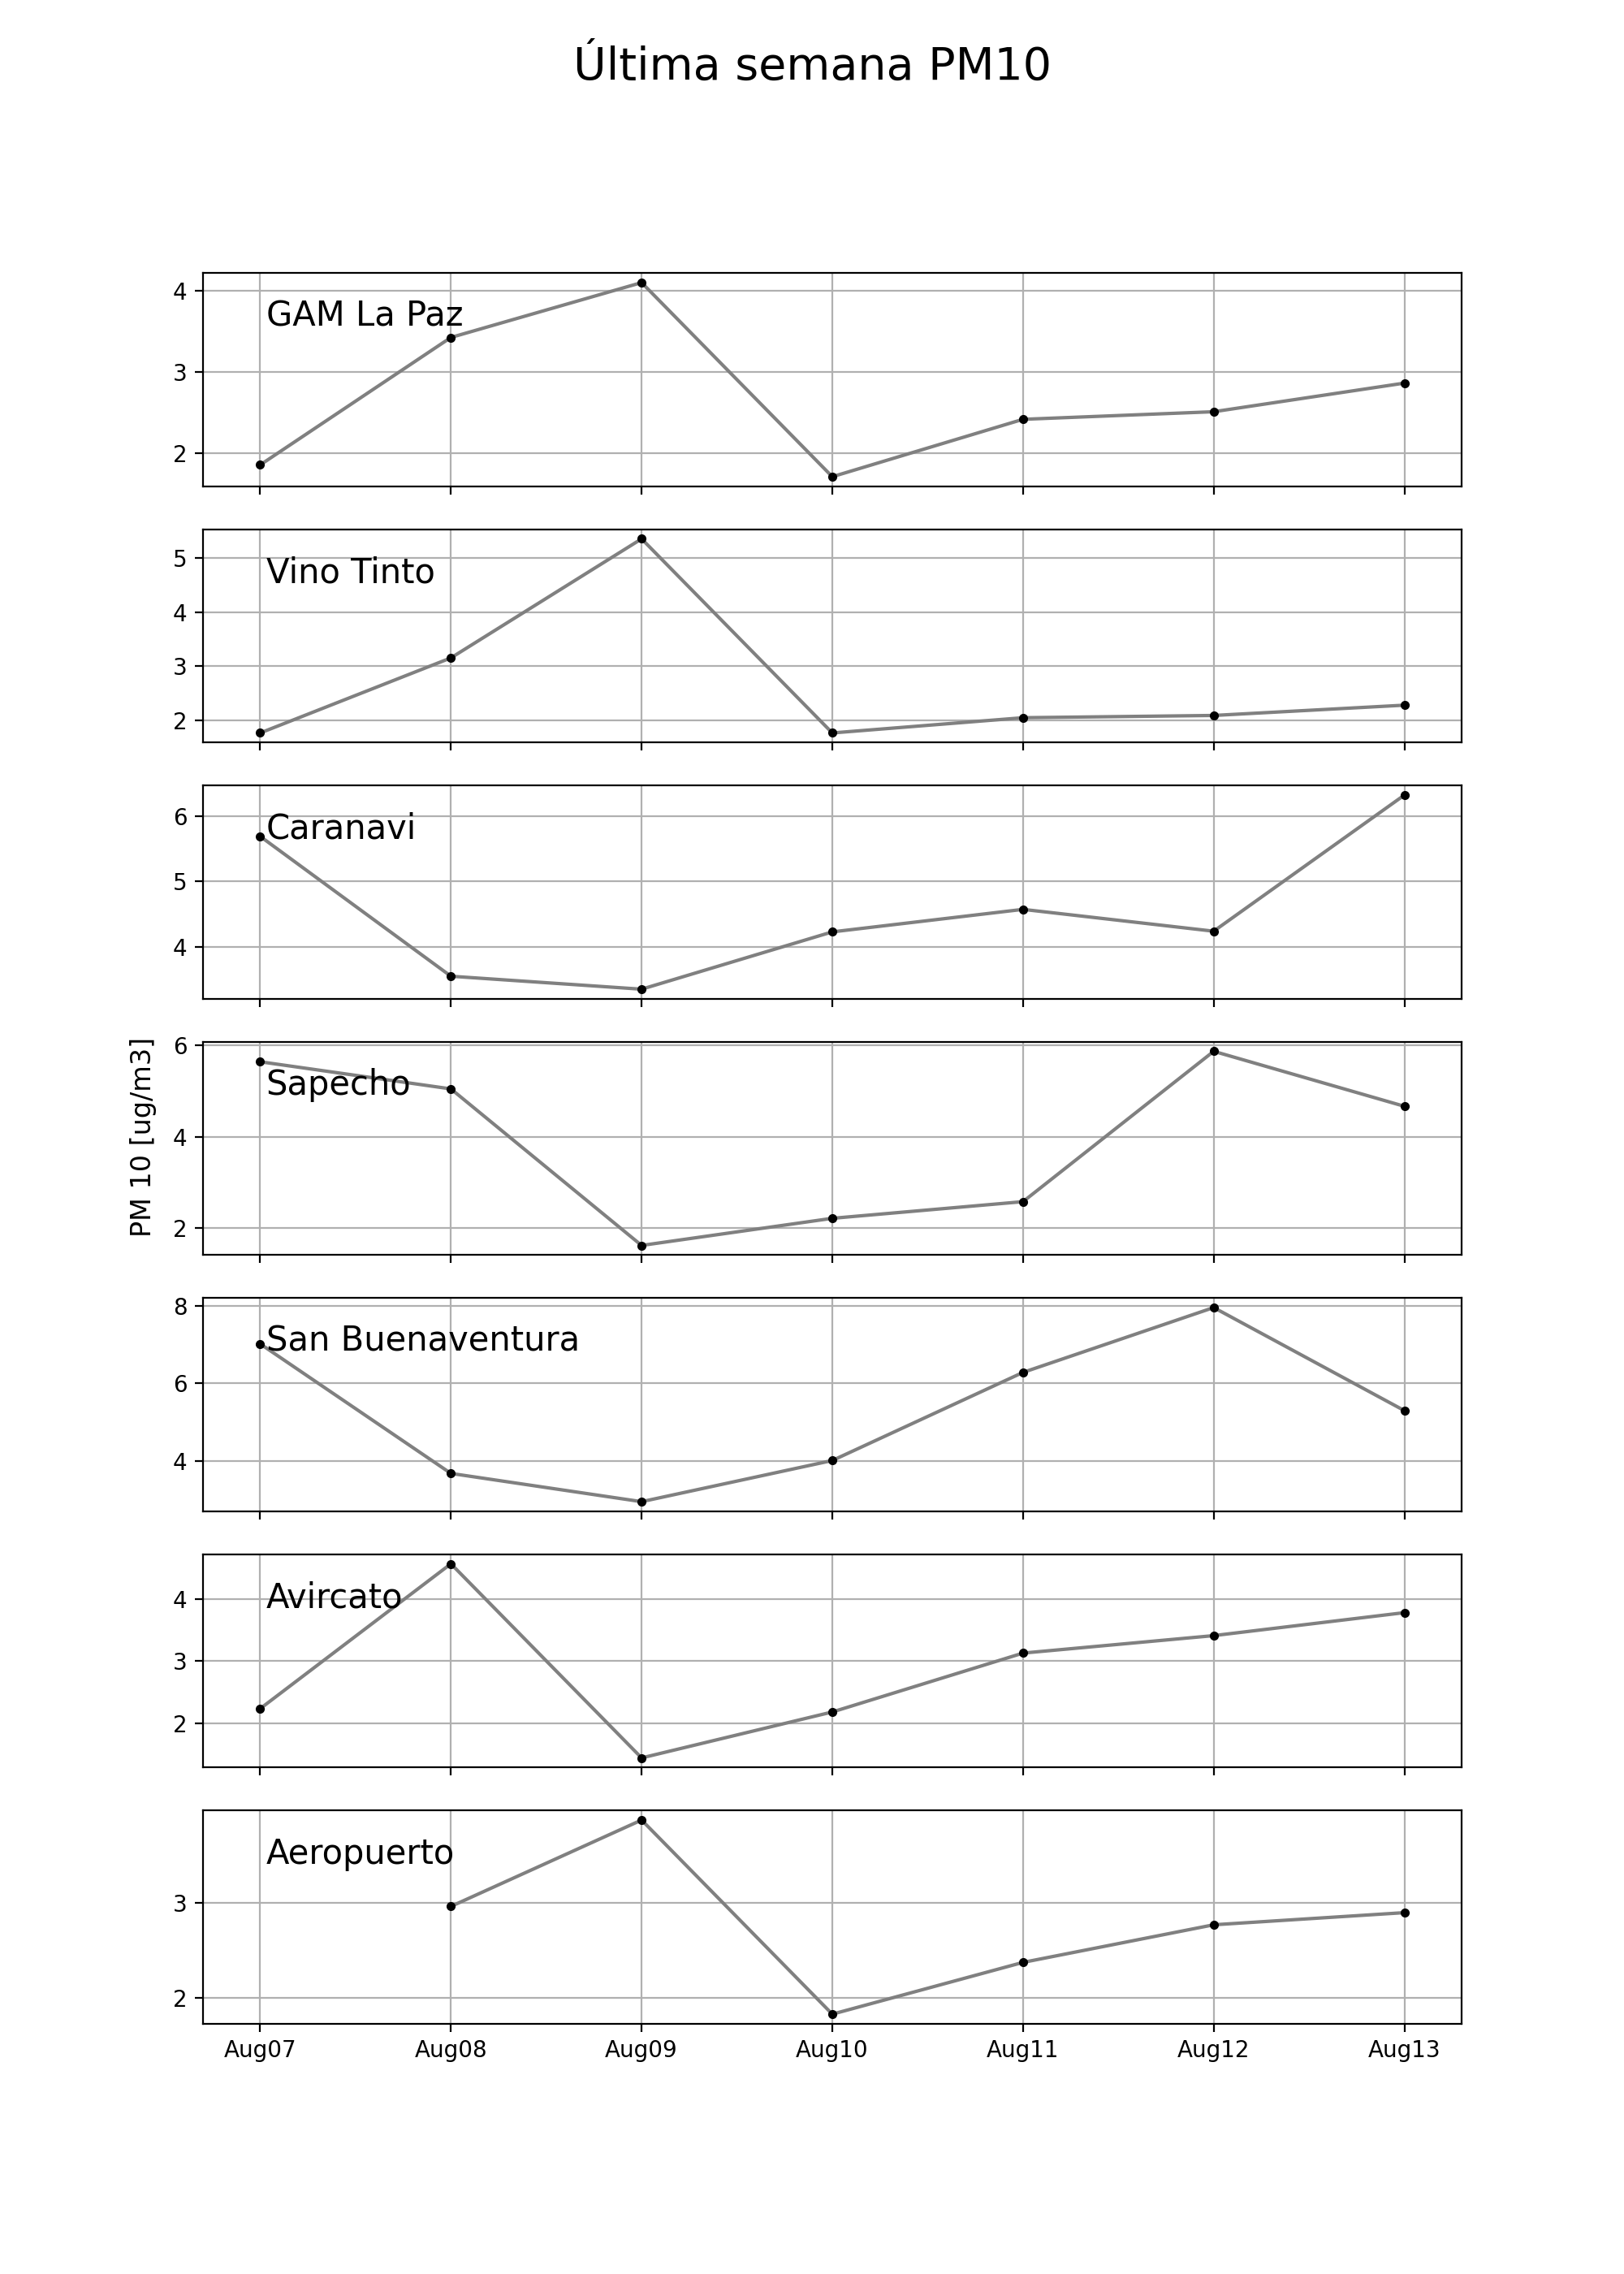 Última semana PM10
GAM La Paz
4
3
2
Vino Tinto
5
4
3
2
Caranavi
6
5
4
PM 10 [ug/m3]
Sapecho
6
4
2
San Buenaventura
8
6
4
Avircato
4
3
2
Aeropuerto
3
2
Aug07 Aug08 Aug09 Aug10 Aug11 Aug12 Aug13